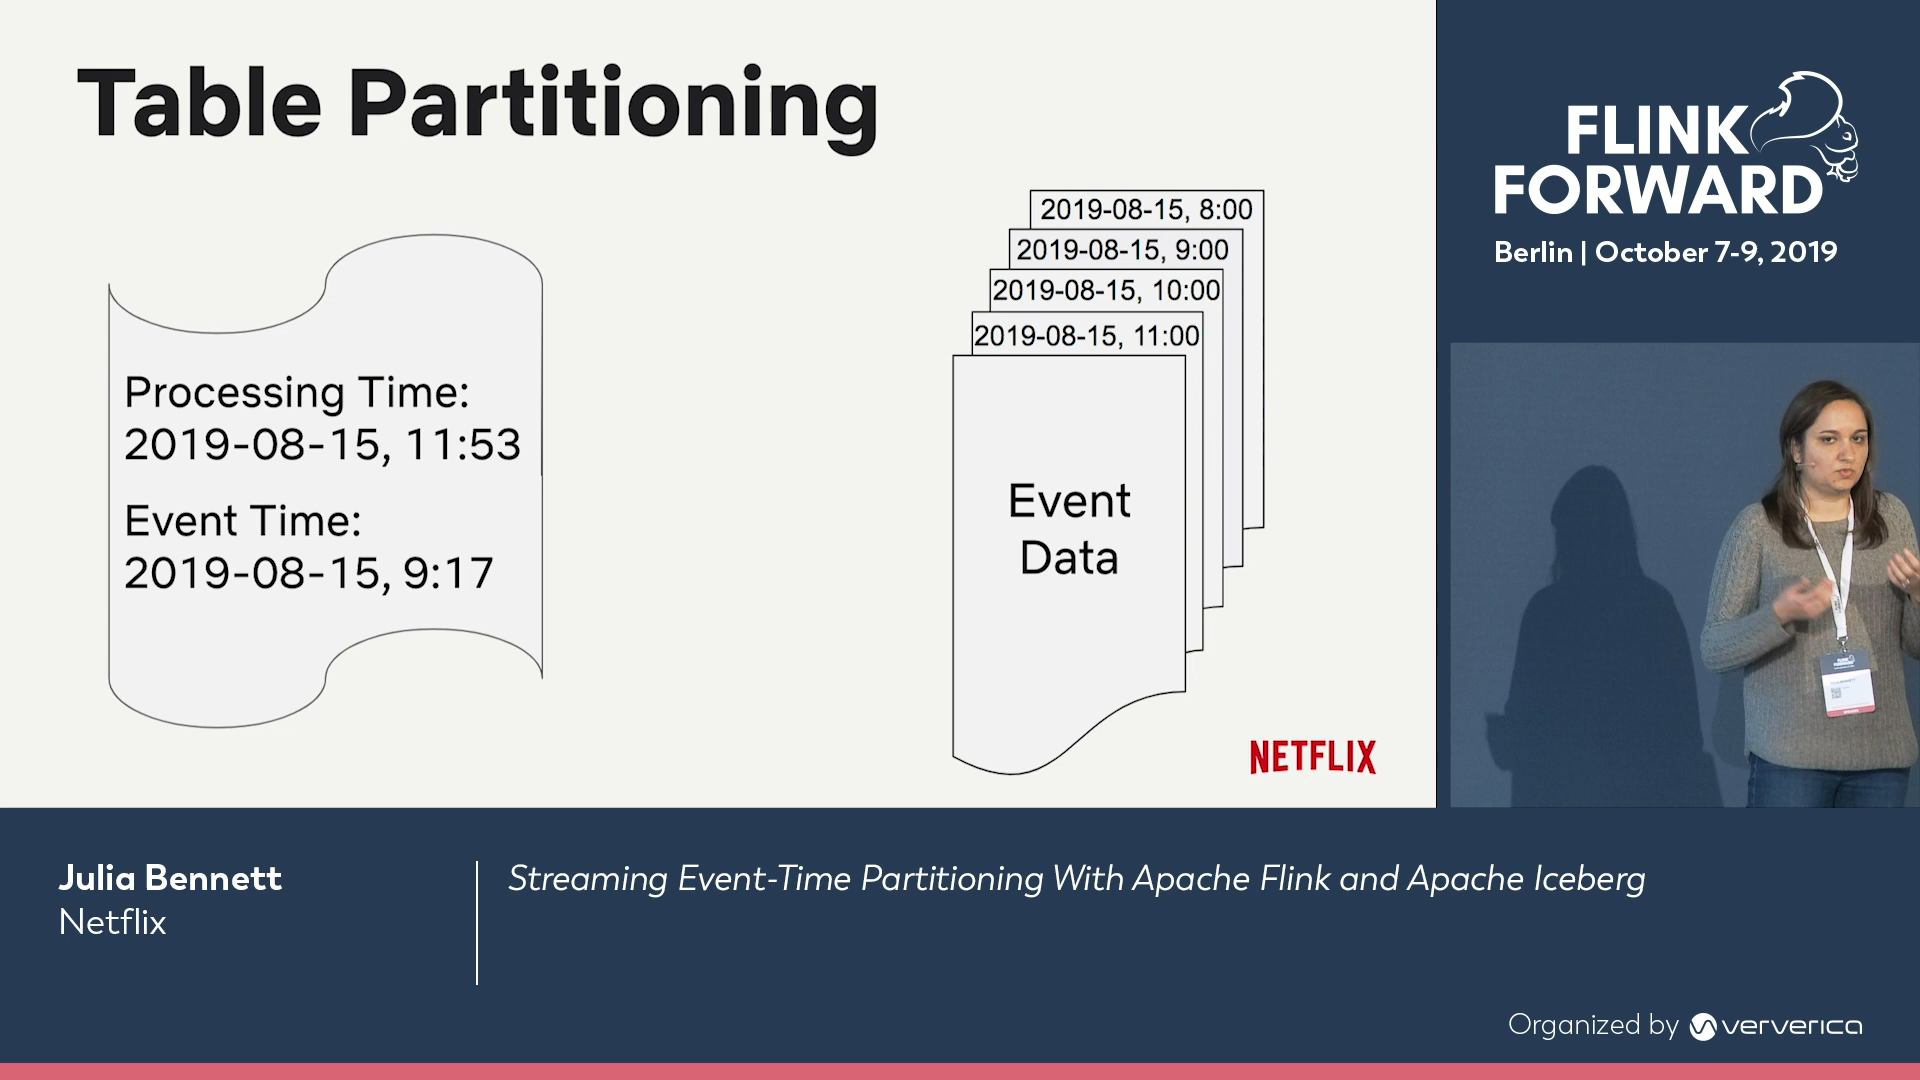 Table Partitioning
Processing Time:
2019-08-15, 11:53
Event Time:
2019-08-15, 9:17
2019-08-15, 8:00
2019-08-15, 9:00
2019-08-15, 10:00
2019-08-15, 11:00
Event
Data
NETFLIX
FLINK
FORWARD
Berlin | October 7-9, 2019
Julia Bennett
Netflix
Streaming Event-Time Partitioning With Apache Flink and Apache Iceberg
Organized by ververica